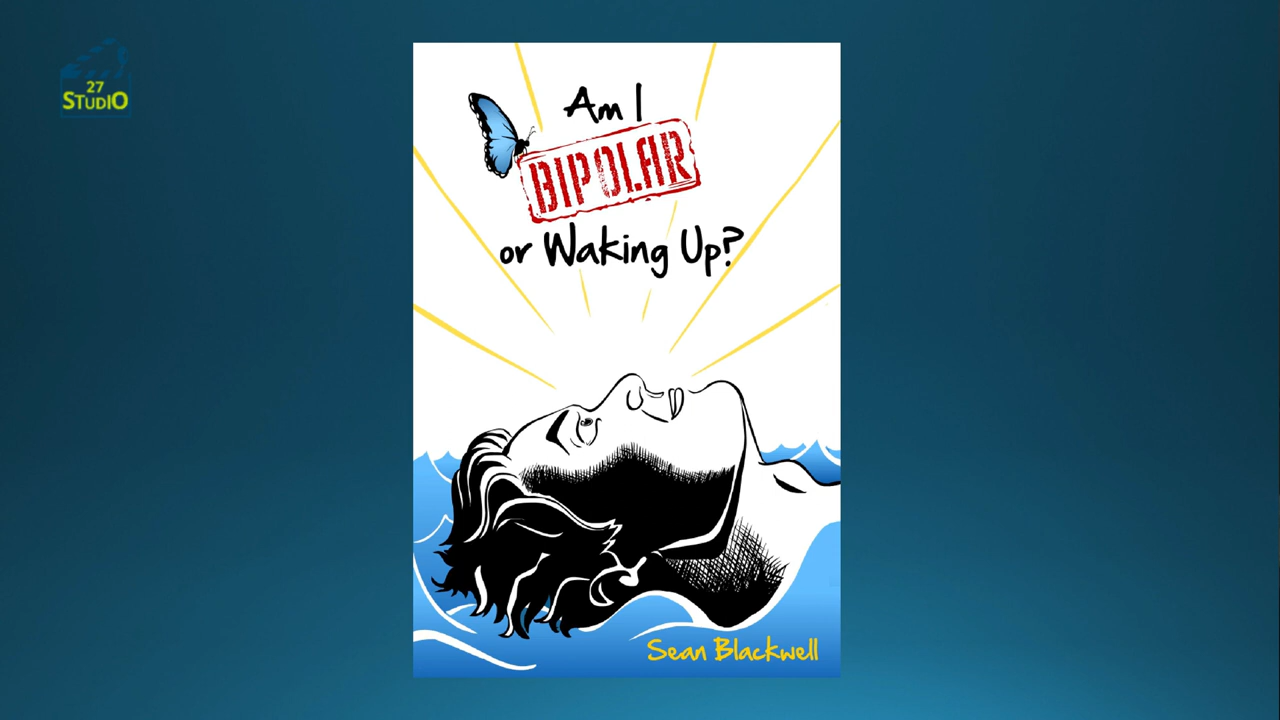 27
STUDIO
Am I
BIPOLAR
or Waking Up?
Sean Blackwell